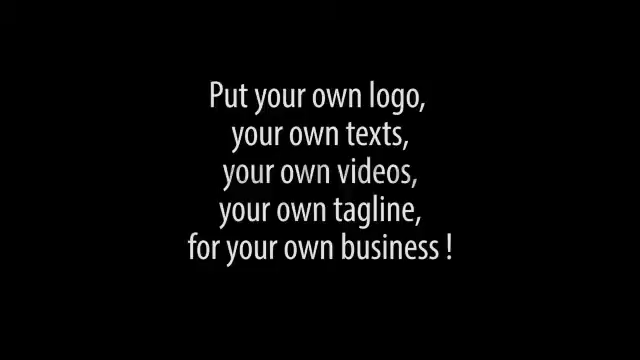 Put your own logo,
your own texts,
your own videos,
your own tagline,
for your own business !